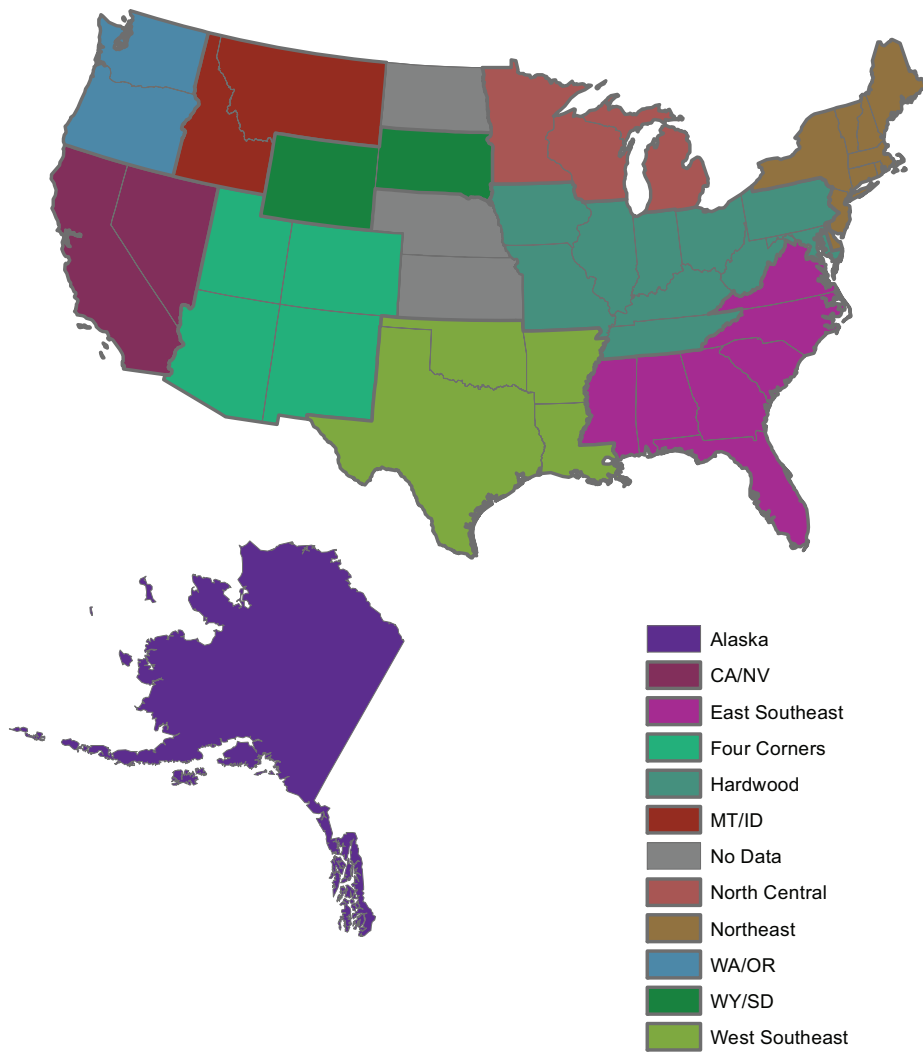 Alaska
CA/NV
East Southeast
Four Corners
Hardwood
MT/ID
No Data
North Central
Northeast
WA/OR
WY/SD
West Southeast